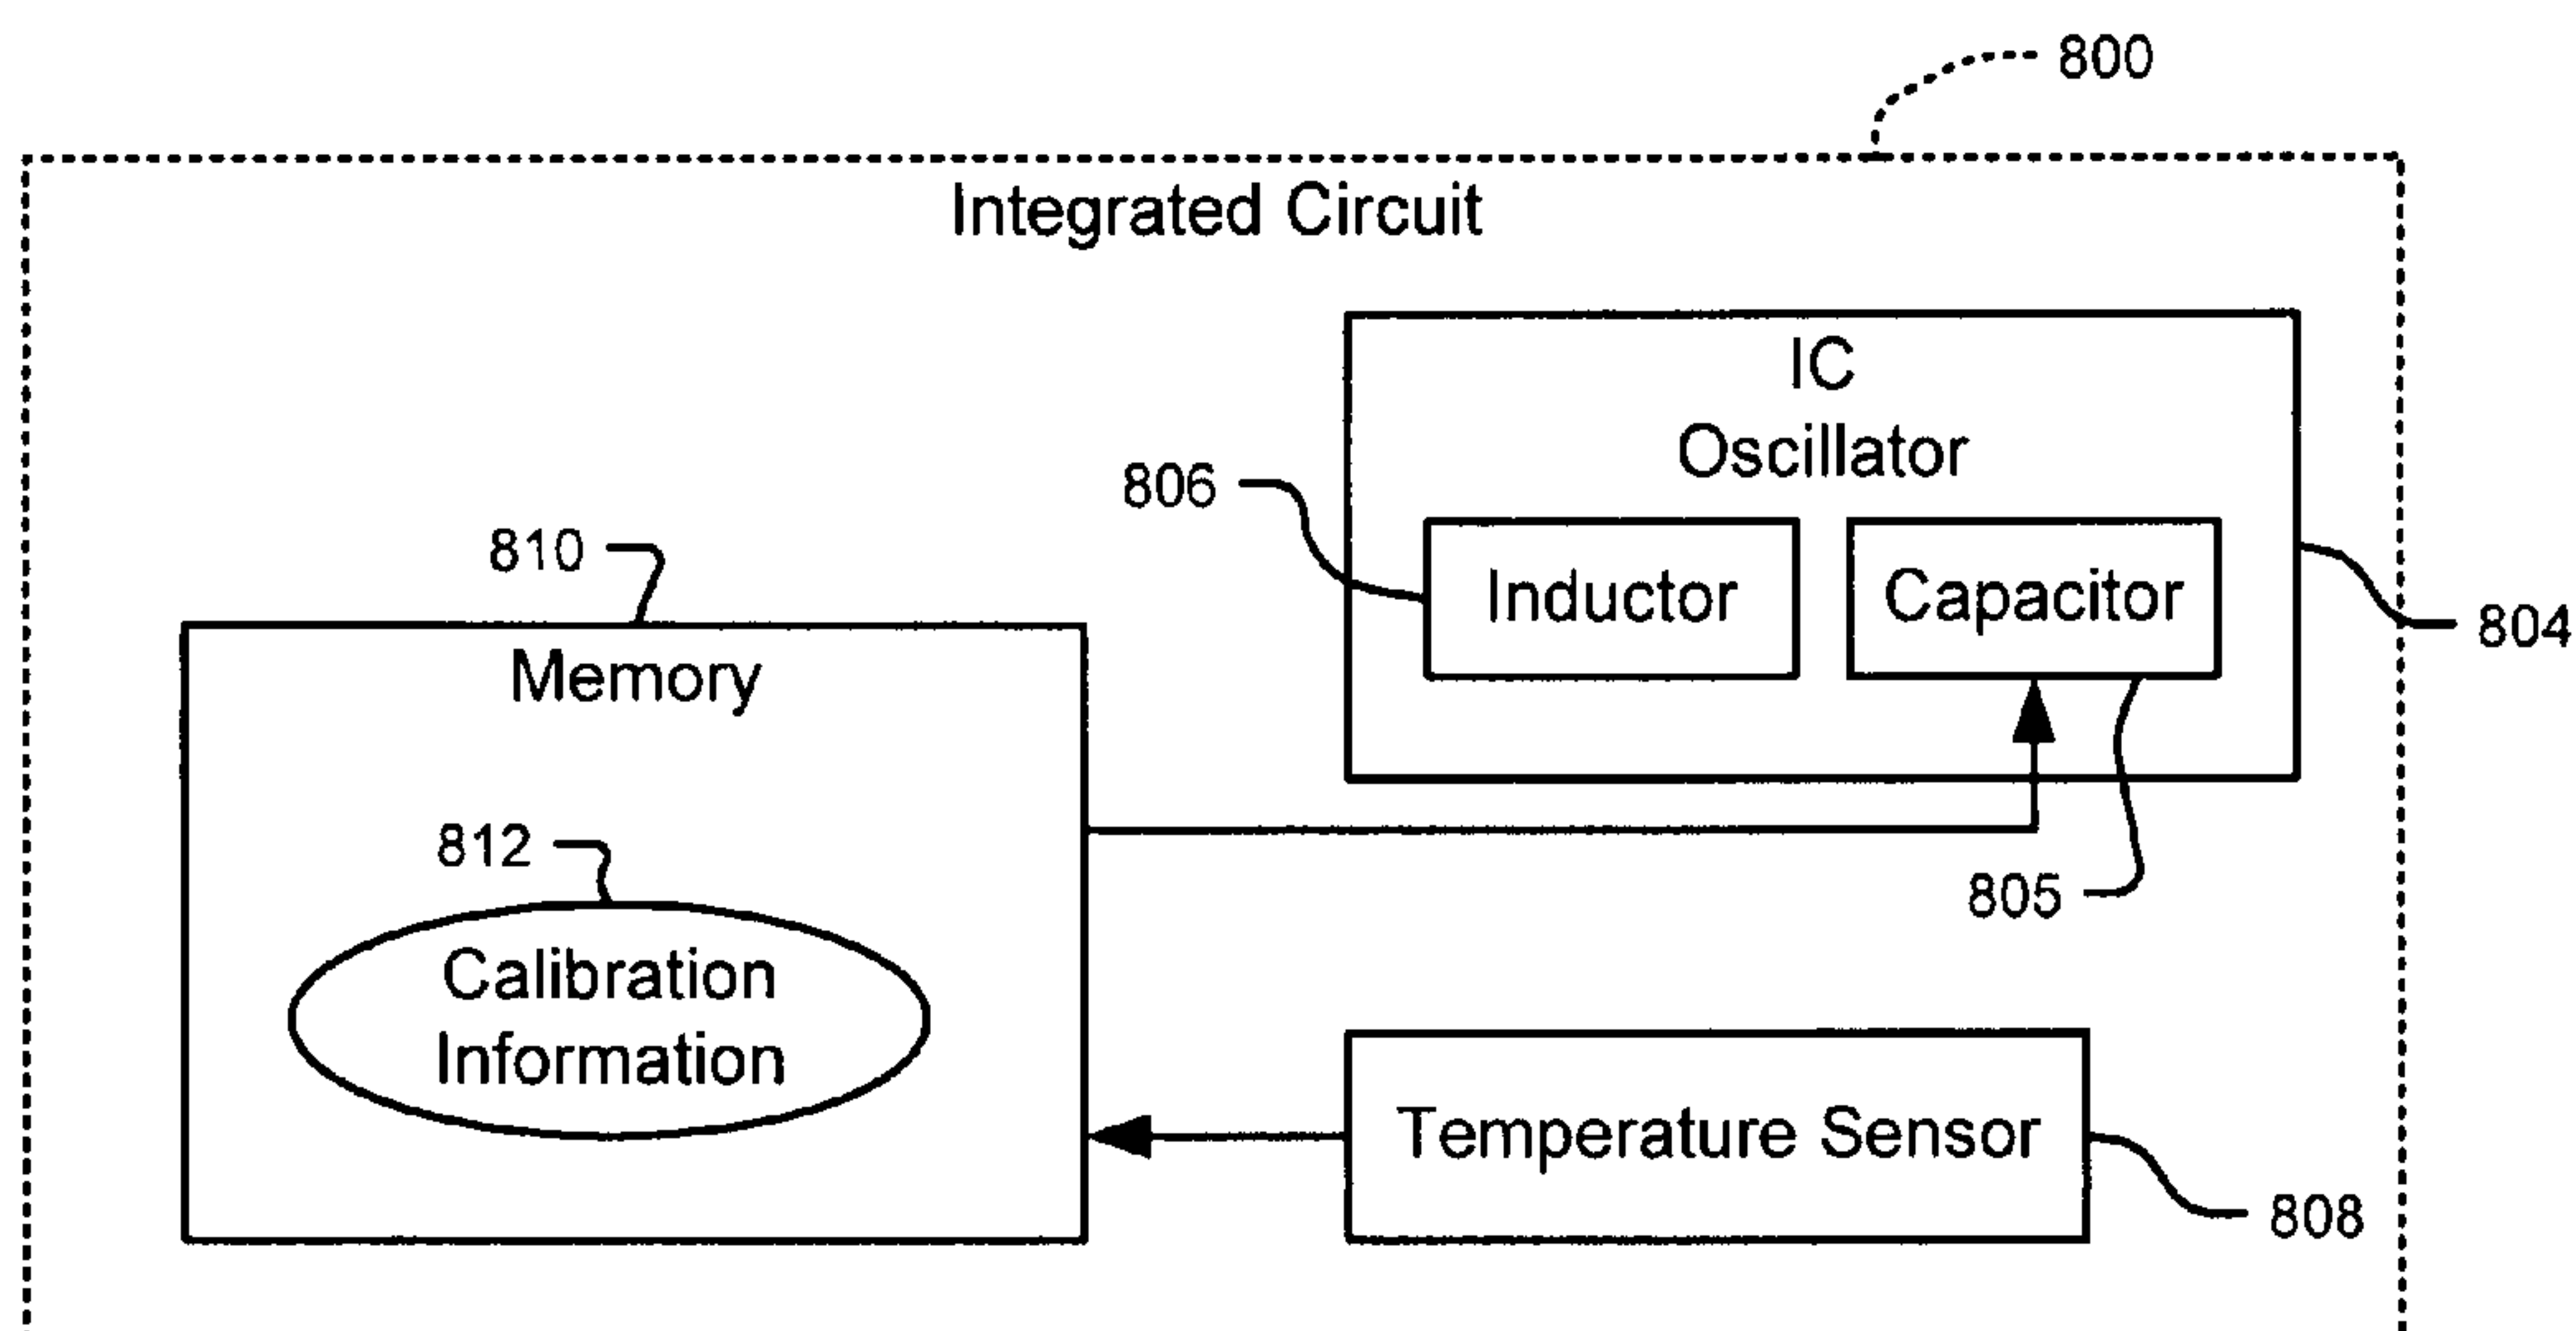 800
Integrated Circuit
IC
Oscillator
806
Inductor
Capacitor
804
810
Memory
805
812
Calibration
Information
Temperature Sensor
808